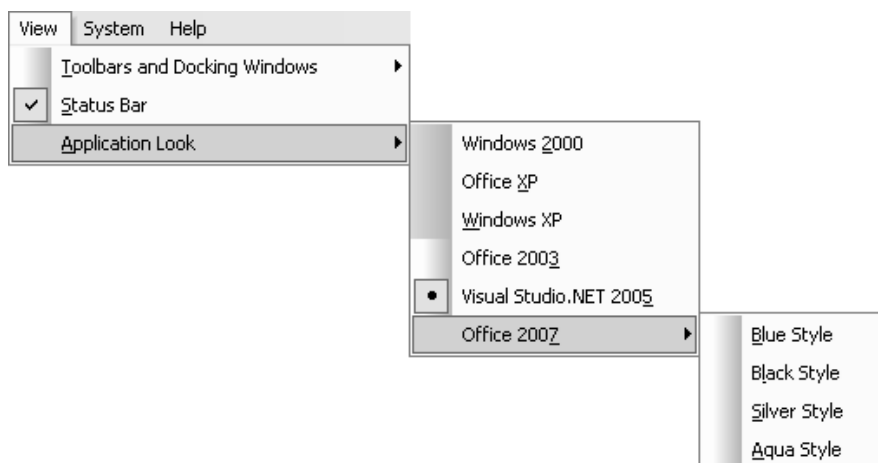 View System Help
Toolbars and Docking Windows
Status Bar
Application Look
Windows 2000
Office XP
Windows XP
Office 2003
Visual Studio.NET 2005
Office 2007
Blue Style
Black Style
Silver Style
Aqua Style